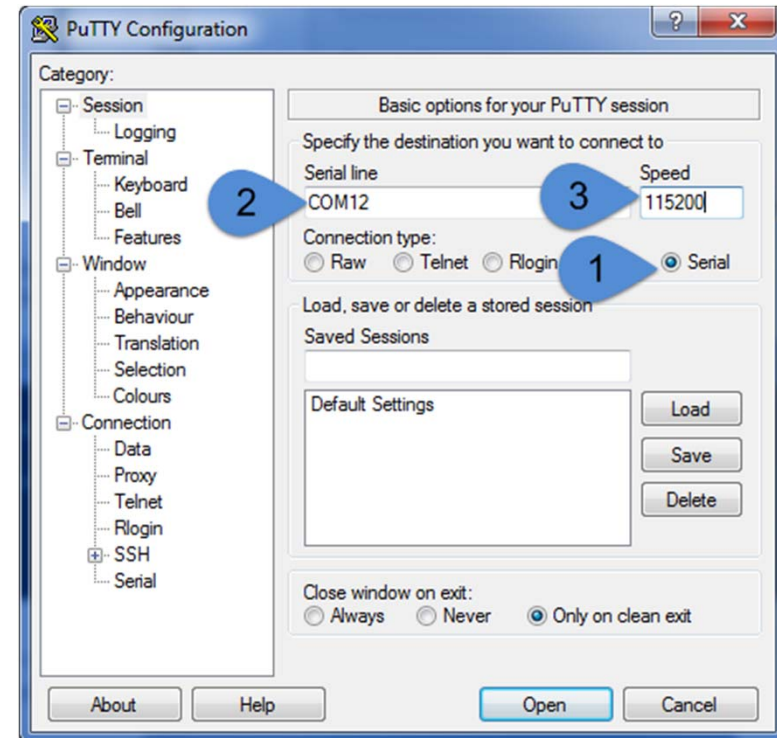 PuTTY Configuration
?
X
Category:
Session
Logging
Terminal
Keyboard
Bell
Features
Window
Appearance
Behaviour
Translation
Selection
Colours
Connection
Data
Proxy
Telnet
Rlogin
SSH
Serial
Basic options for your PuTTY session
Specify the destination you want to connect to
Serial line Speed
2 COM12 3 115200
Connection type:
Raw Telnet Rlogin 1 Serial
Load, save or delete a stored session
Saved Sessions
Default Settings
Load
Save
Delete
Close window on exit:
Always Never Only on clean exit
About Help Open Cancel